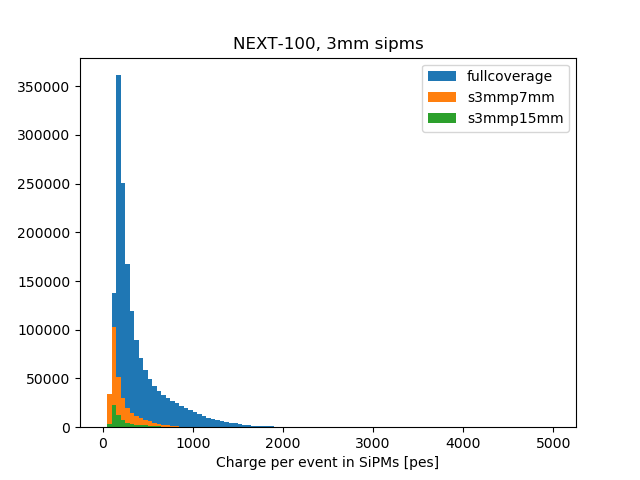 NEXT-100, 3mm sipms
fullcoverage
s3mmp7mm
s3mmp15mm
350000
300000
250000
200000
150000
100000
50000
0
0 1000 2000 3000 4000 5000
Charge per event in SiPMs [pes]